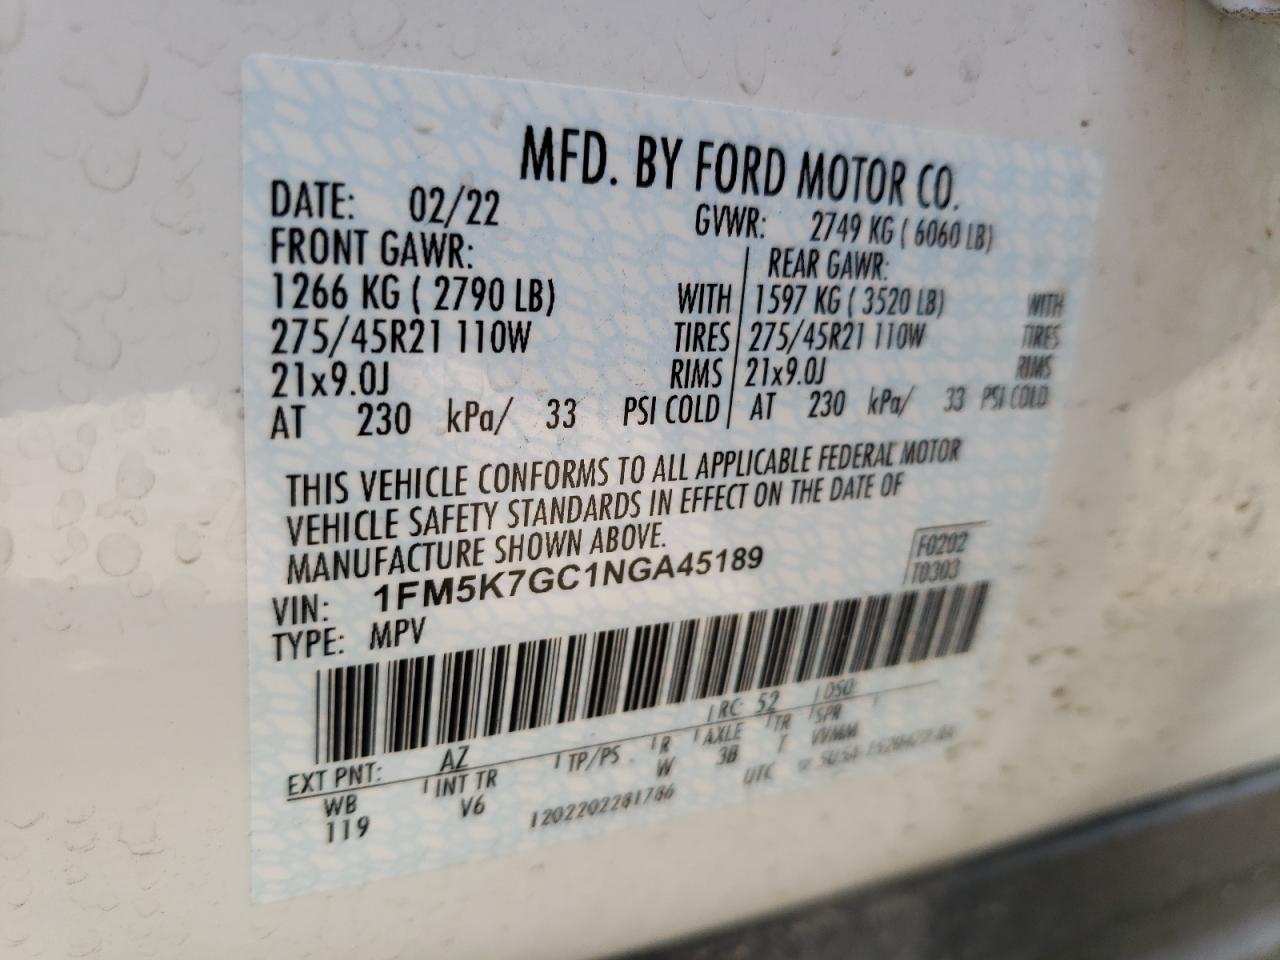 MFD. BY FORD MOTOR CO.
DATE: 02/22 GVWR: 2749 KG ( 6060 LB)
FRONT GAWR: REAR GAWR:
1266 KG ( 2790 LB) WITH 1597 KG ( 3520 LB) WITH
275/45R21 110W TIRES 275/45R21 110W TIRES
21x9.0J RIMS 21x9.0J RIMS
AT 230 kPa/ 33 PSI COLD AT 230 kPa/ 33 PSI COLD
THIS VEHICLE CONFORMS TO ALL APPLICABLE FEDERAL MOTOR
VEHICLE SAFETY STANDARDS IN EFFECT ON THE DATE OF
MANUFACTURE SHOWN ABOVE.
F0202
T0303
VIN: 1FM5K7GC1NGA45189
TYPE: MPV
EXT PNT: AZ RC: 52 DSO:
WB INT TR TP/PS R AXLE TR SPR
119 V6 W 38 T VVMM
1202202281786 UTC